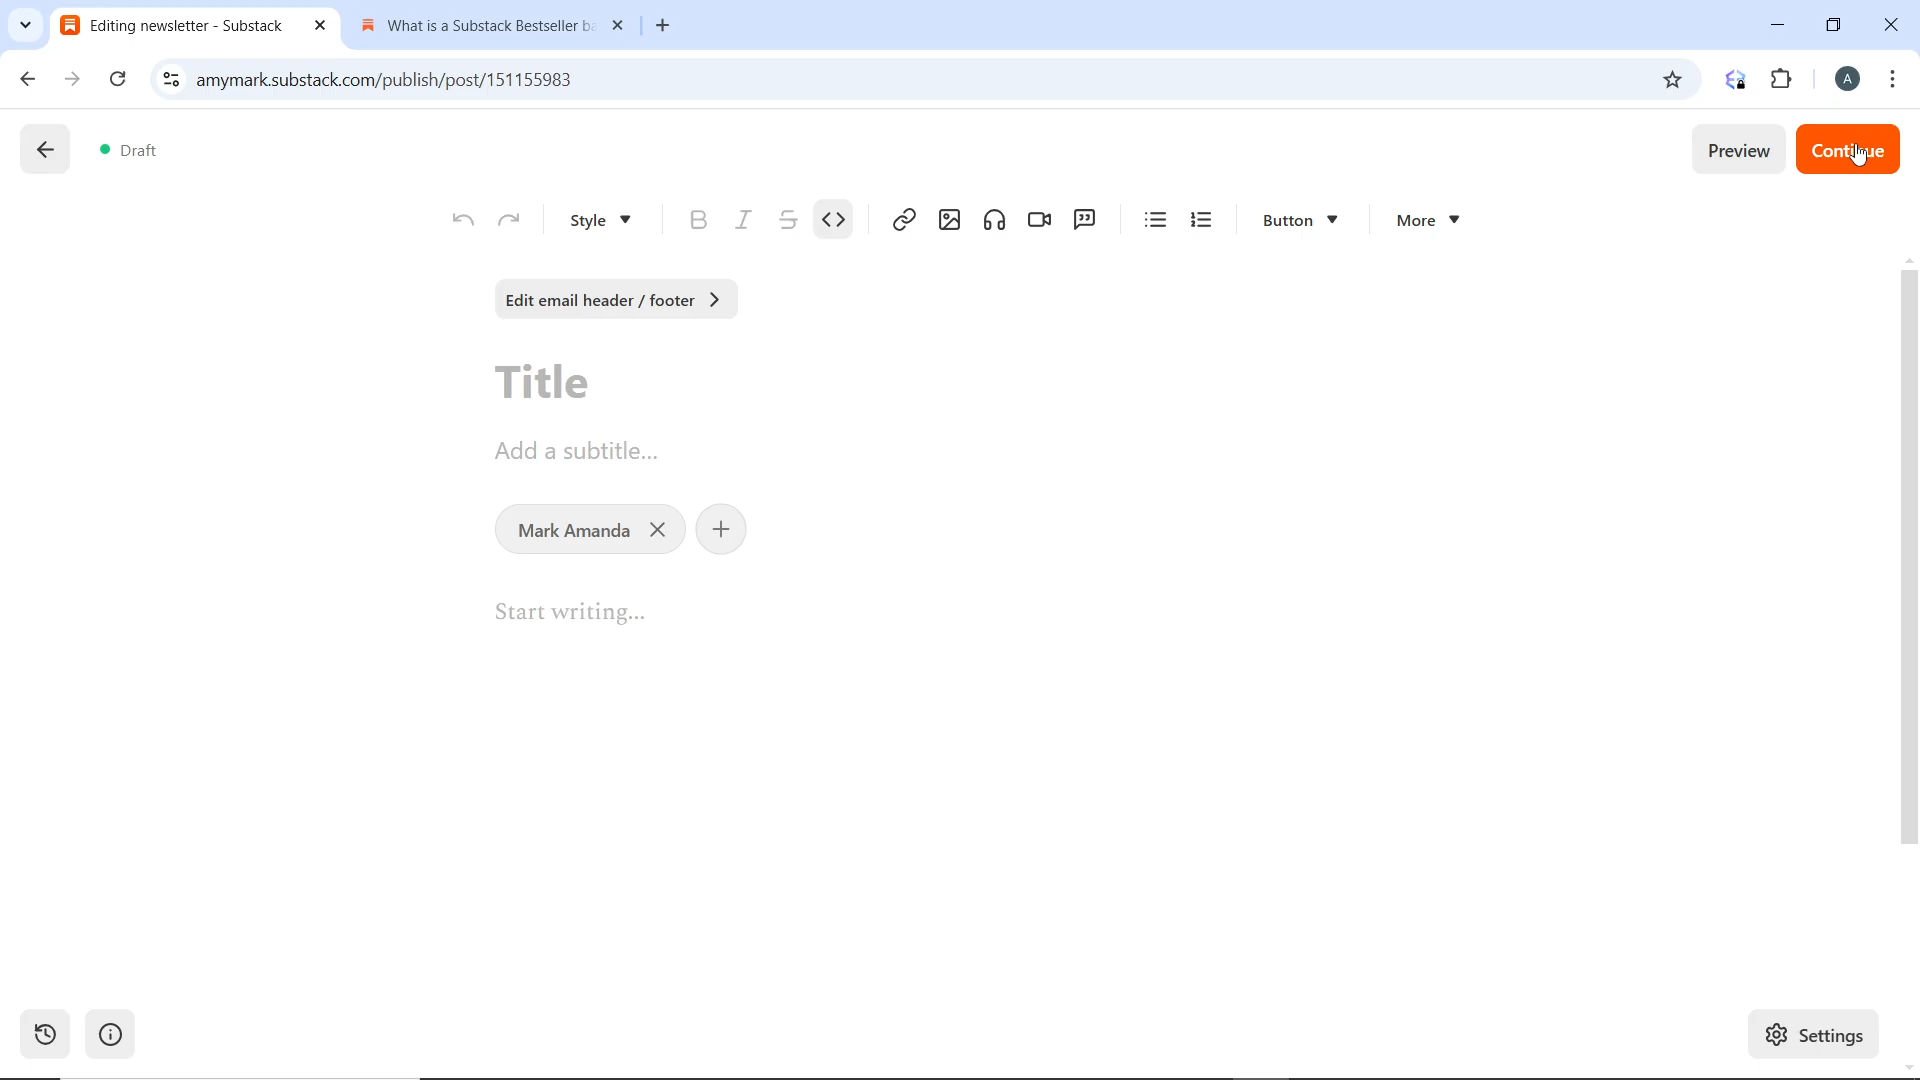 Editing newsletter - Substack
What is a Substack Bestseller ba
amymark.substack.com/publish/post/151155983
A
Draft
Preview
Continue
Style
Button
More
Edit email header / footer
Title
Add a subtitle...
Mark Amanda
Start writing...
Settings